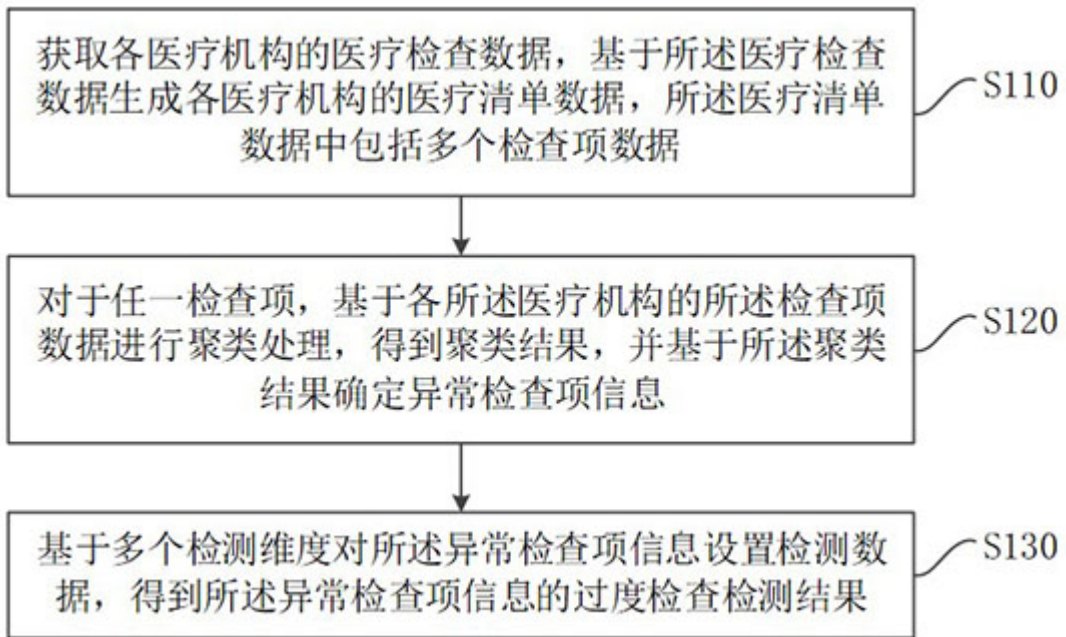 获取各医疗机构的医疗检查数据，基于所述医疗检查
数据生成各医疗机构的医疗清单数据，所述医疗清单
数据中包括多个检查项数据
S110
对于任一检查项，基于各所述医疗机构的所述检查项
数据进行聚类处理，得到聚类结果，并基于所述聚类
结果确定异常检查项信息
S120
基于多个检测维度对所述异常检查项信息设置检测数
据，得到所述异常检查项信息的过度检查检测结果
S130